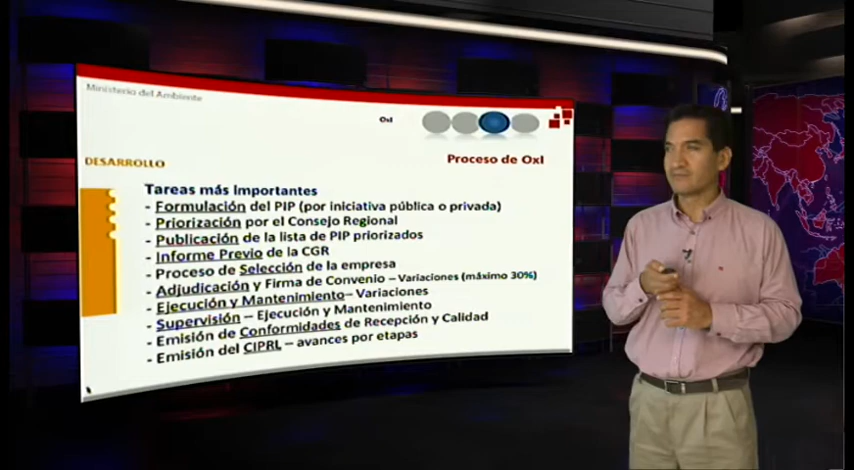 Ministerio del Ambiente
OxI
DESARROLLO
Proceso de OxI
Tareas más Importantes
- Formulación del PIP (por iniciativa pública o privada)
- Priorización por el Consejo Regional
- Publicación de la lista de PIP priorizados
- Informe Previo de la CGR
- Proceso de Selección de la empresa
- Adjudicación y Firma de Convenio – Variaciones (máximo 30%)
- Ejecución y Mantenimiento– Variaciones
- Supervisión – Ejecución y Mantenimiento
- Emisión de Conformidades de Recepción y Calidad
- Emisión del CIPRL – avances por etapas